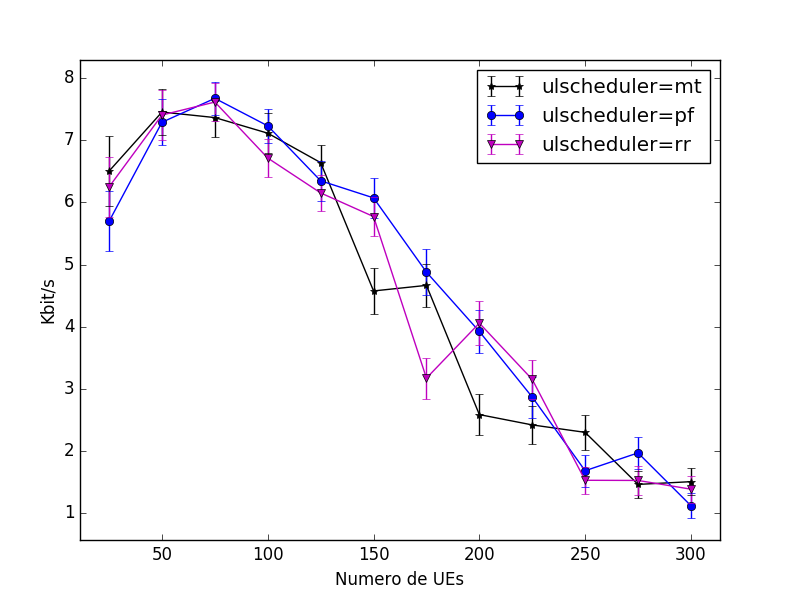 ulscheduler=mt
ulscheduler=pf
ulscheduler=rr
8
7
6
5
4
3
2
1
Kbit/s
50 100 150 200 250 300
Numero de UEs